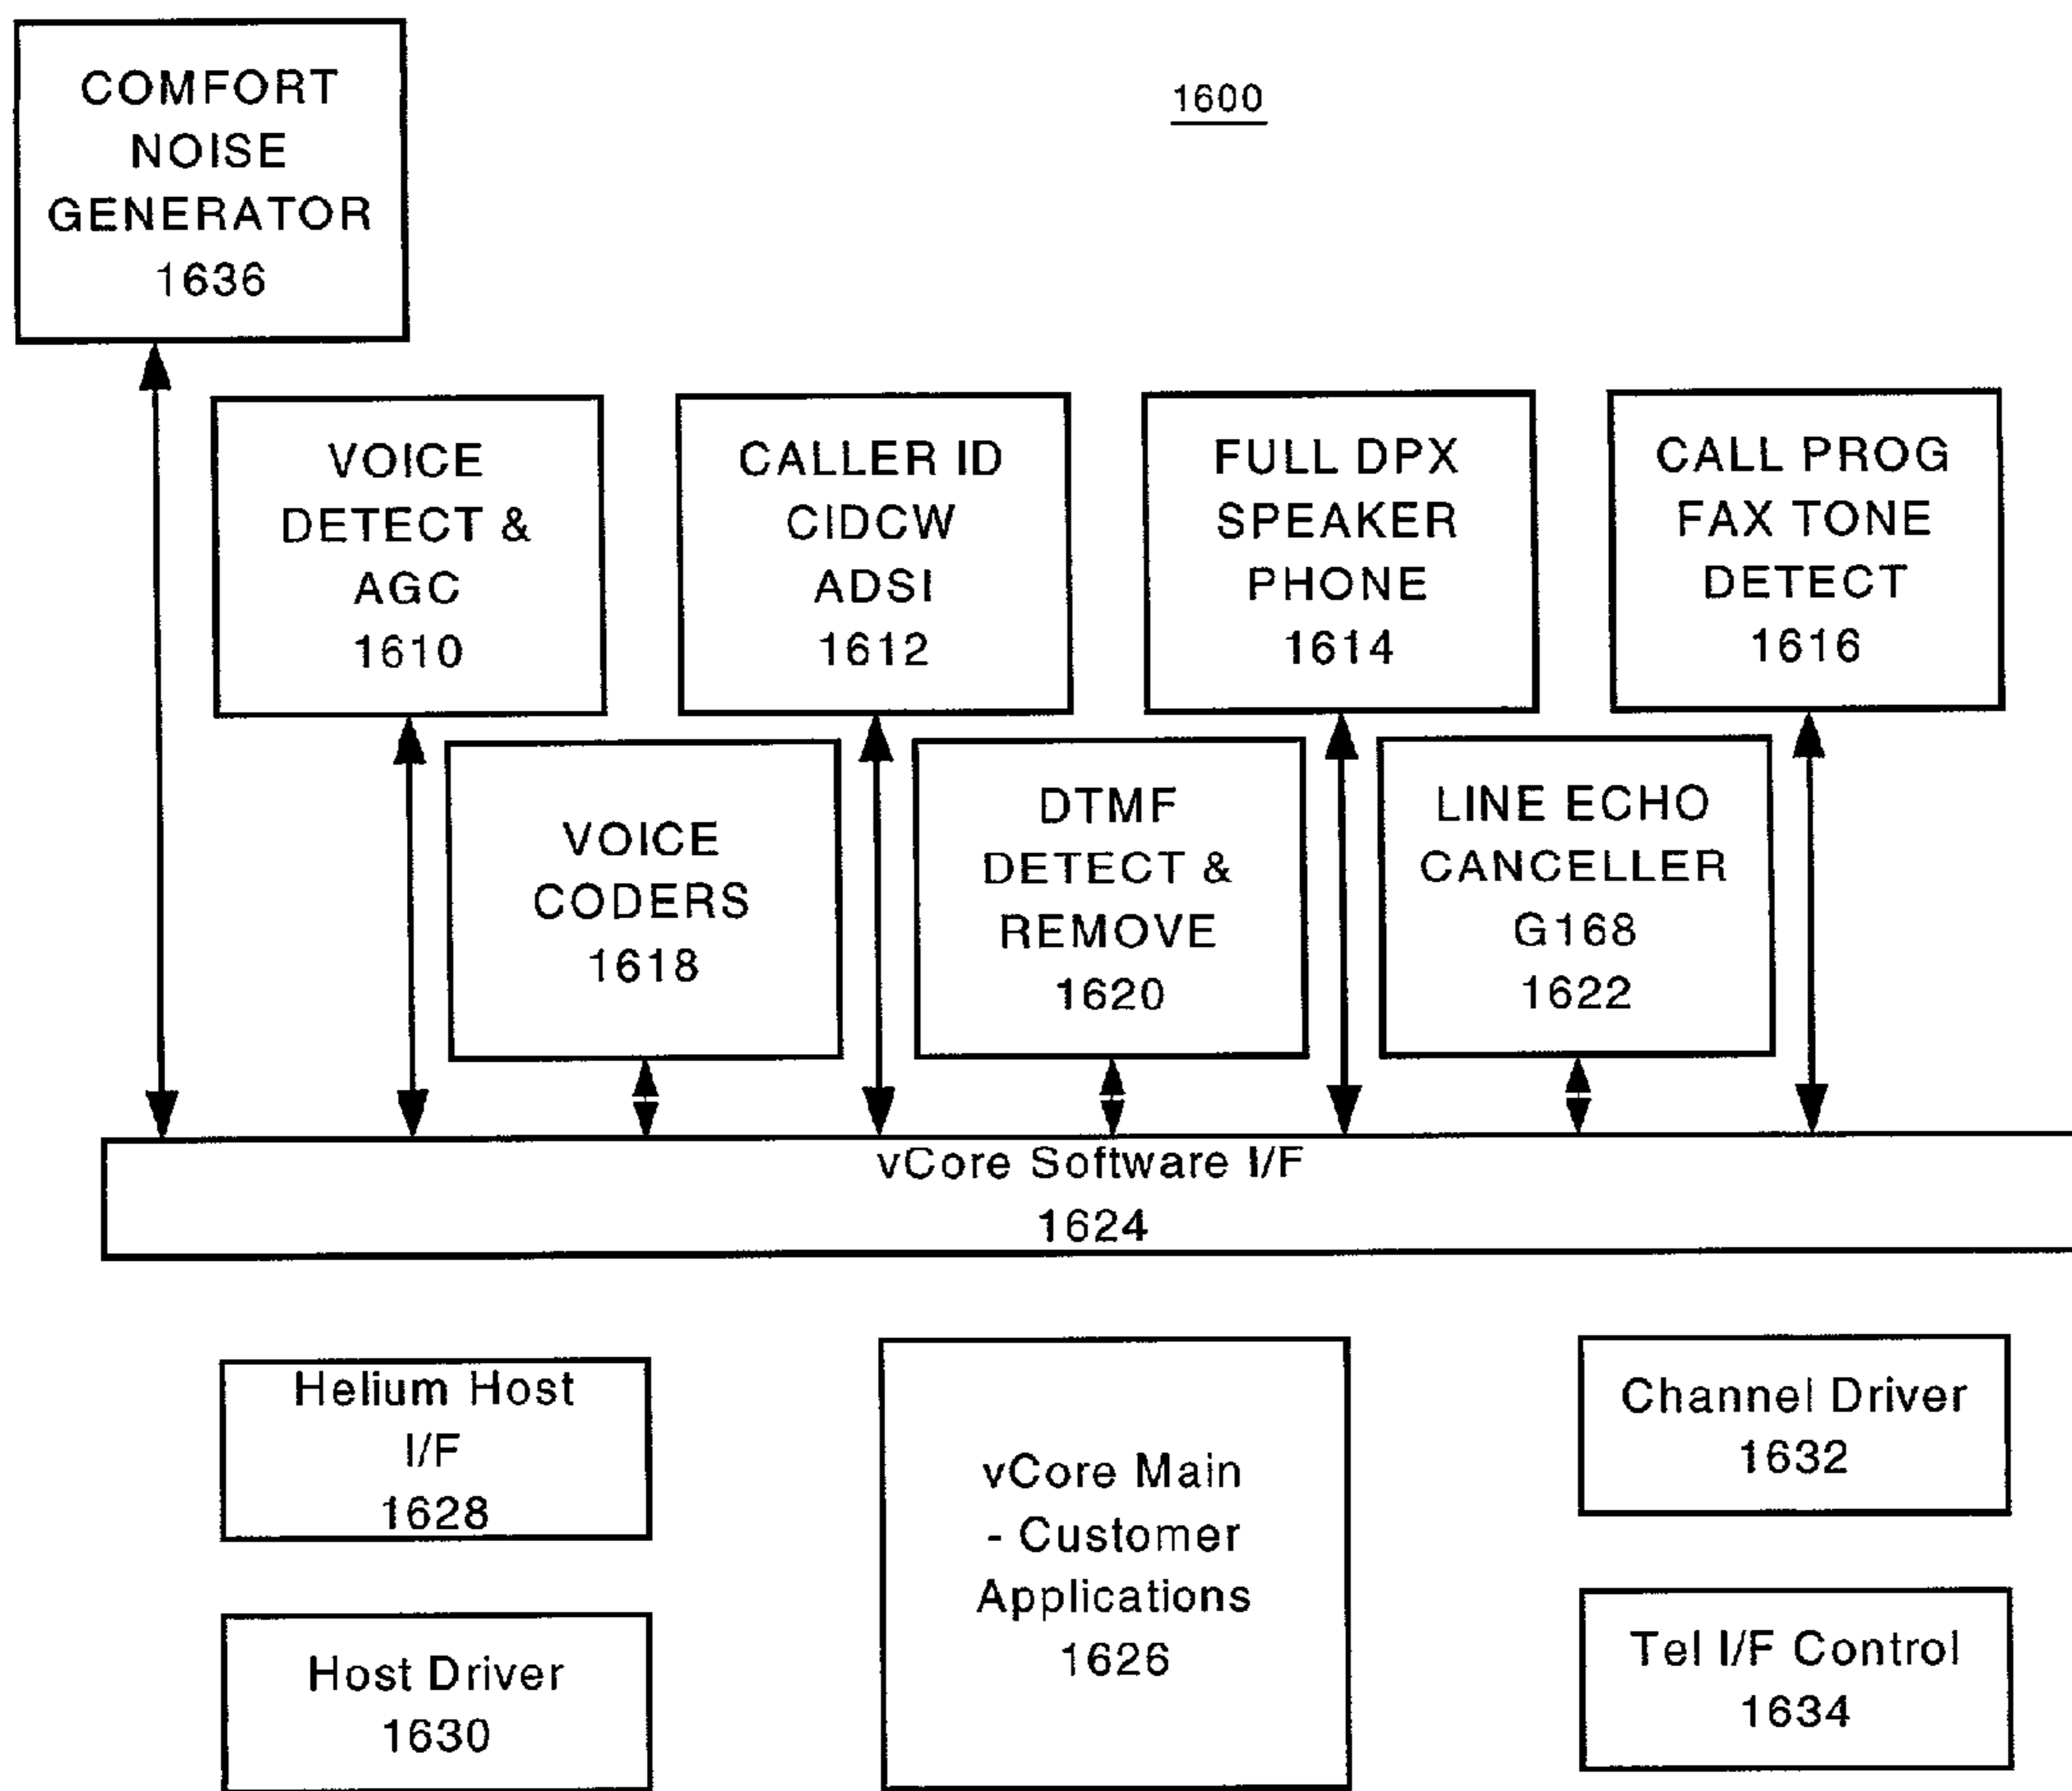 COMFORT
NOISE
GENERATOR
1636
1600
VOICE
DETECT &
AGC
1610
CALLER ID
CIDCW
ADSI
1612
FULL DPX
SPEAKER
PHONE
1614
CALL PROG
FAX TONE
DETECT
1616
VOICE
CODERS
1618
DTMF
DETECT &
REMOVE
1620
LINE ECHO
CANCELLER
G168
1622
vCore Software I/F
1624
Helium Host
I/F
1628
vCore Main
- Customer
Applications
1626
Channel Driver
1632
Host Driver
1630
Tel I/F Control
1634